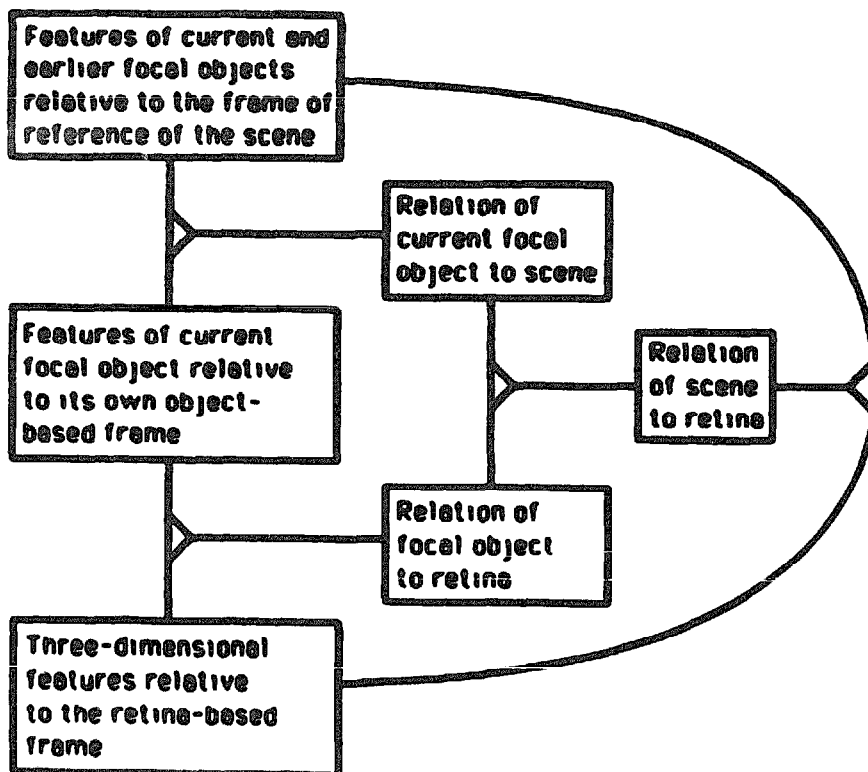 Features of current and
earlier focal objects
relative to the frame of
reference of the scene
Relation of
current focal
object to scene
Features of current
focal object relative
to its own object-
based frame
Relation
of scene
to retina
Relation of
focal object
to retina
Three-dimensional
features relative
to the retina-based
frame